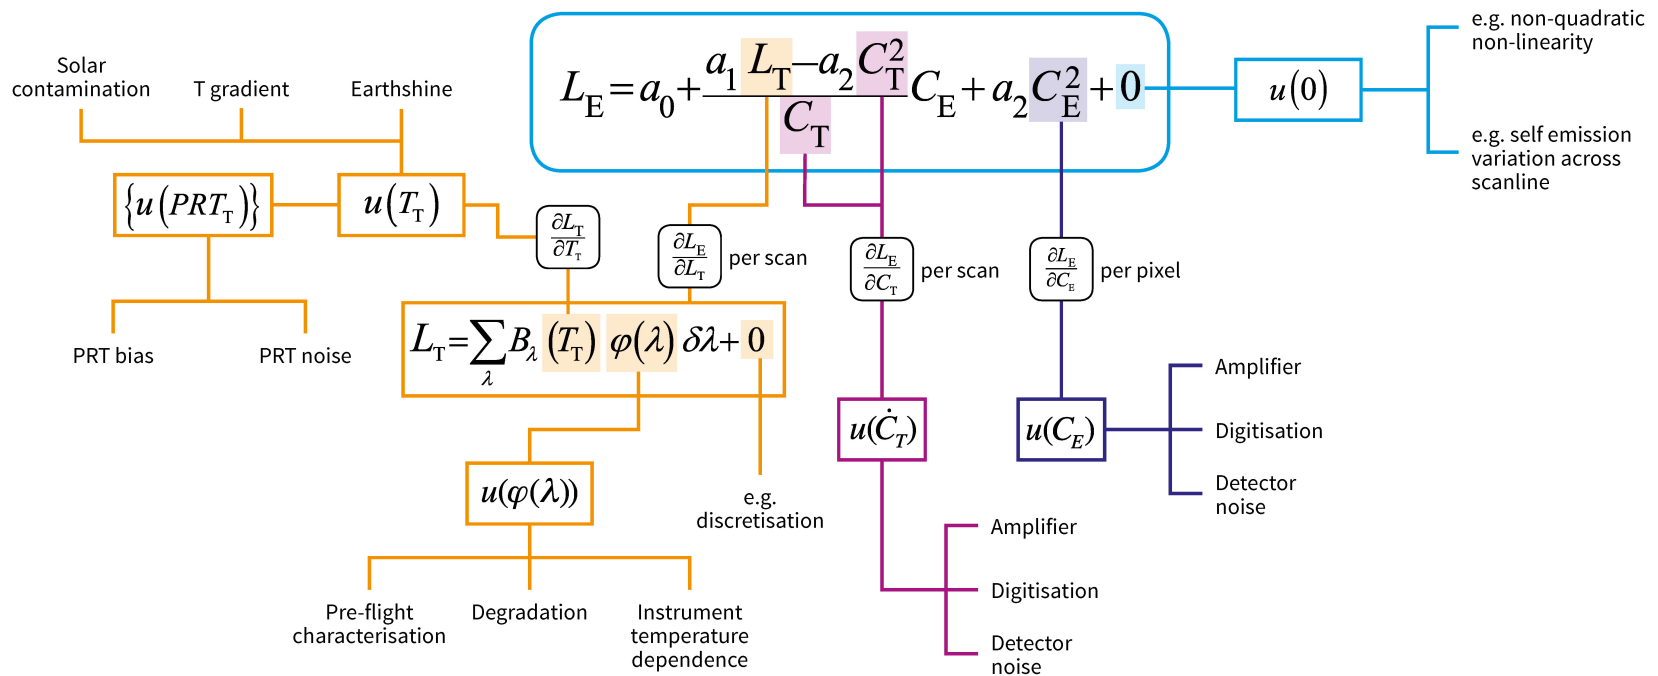 e.g. non-quadratic
non-linearity
L_E = a_0 + (a_1 L_T − a_2 C_T^2) / C_T C_E + a_2 C_E^2 + 0
u(0)
e.g. self emission
variation across
scanline
Solar
contamination
T gradient
Earthshine
{u(PRT_T)}
u(T_T)
∂L_T/∂T_T
∂L_E/∂L_T
per scan
∂L_E/∂C_T
per scan
∂L_E/∂C_E
per pixel
PRT bias
PRT noise
L_T = ∑_λ B_λ (T_T) φ(λ) δλ + 0
u(Ċ_T)
u(C_E)
Amplifier
Digitisation
Detector
noise
u(φ(λ))
e.g.
discretisation
Pre-flight
characterisation
Degradation
Instrument
temperature
dependence
Amplifier
Digitisation
Detector
noise